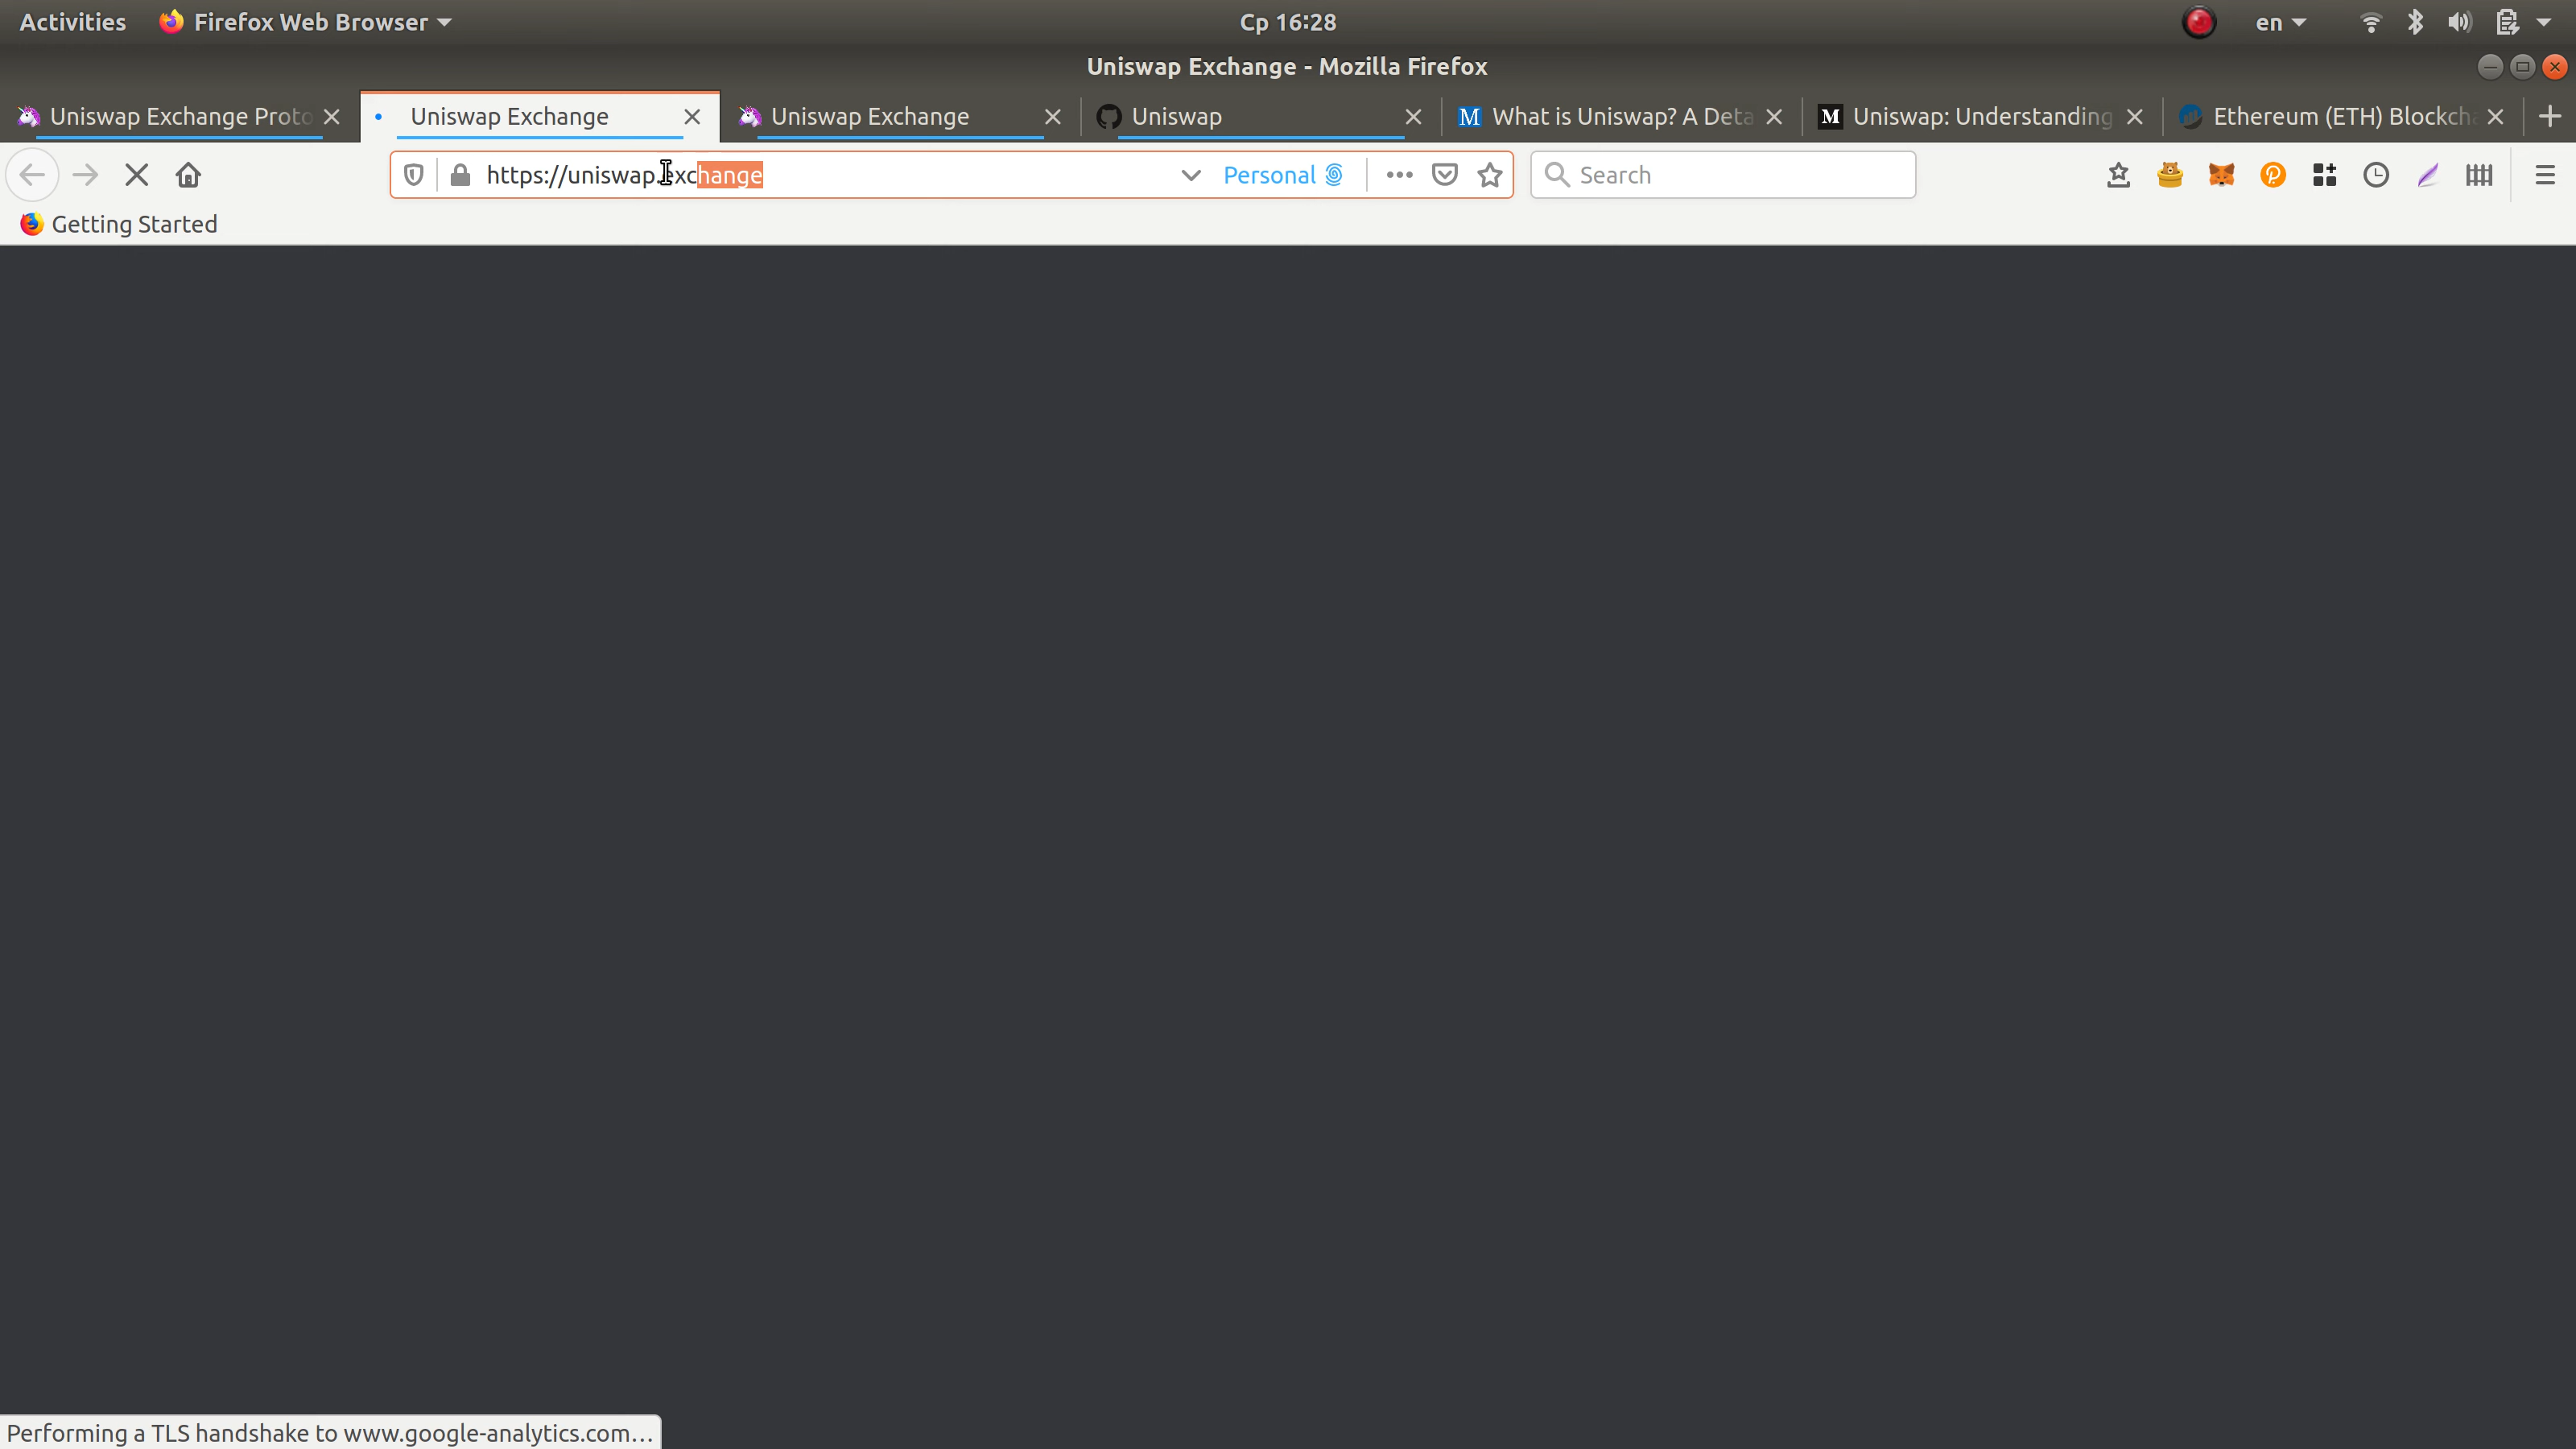 Activities Firefox Web Browser Ср 16:28 en
Uniswap Exchange - Mozilla Firefox
Uniswap Exchange Proto Uniswap Exchange Uniswap Exchange Uniswap What is Uniswap? A Deta Uniswap: Understanding Ethereum (ETH) Blockcha
https://uniswap.exchange Personal Search
Getting Started
Performing a TLS handshake to www.google-analytics.com…